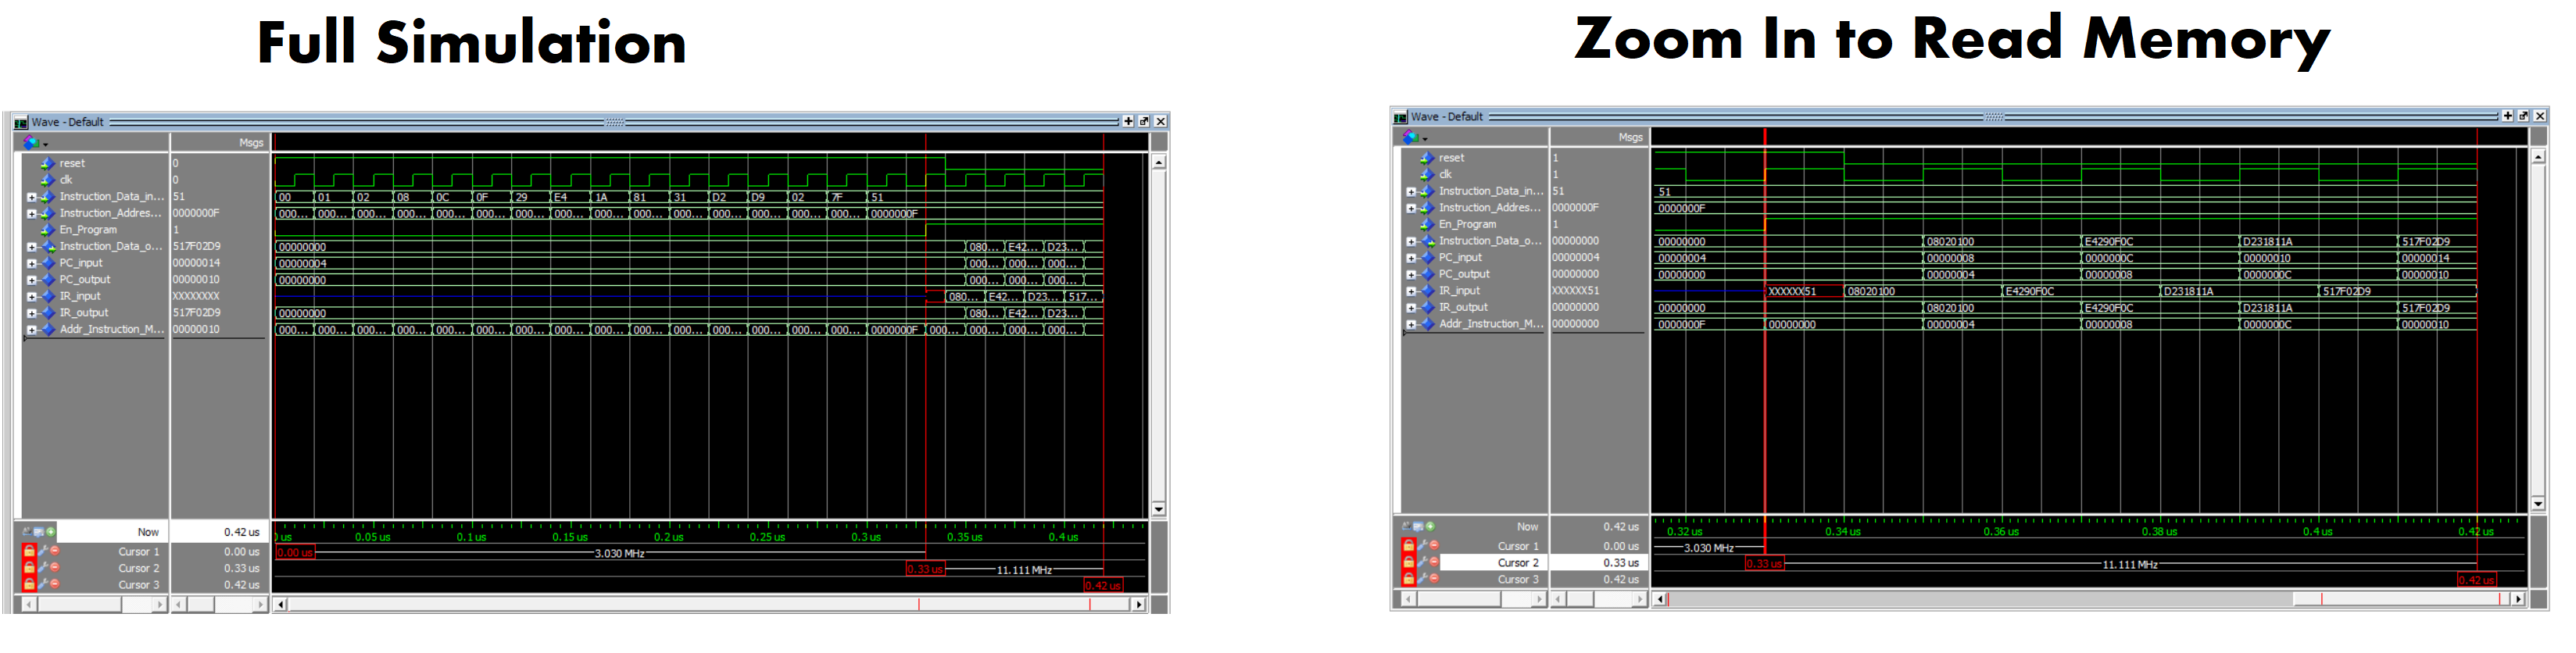 Full Simulation
Wave - Default
Msgs
reset 0
clk 0
Instruction_Data_in... 51 00 01 02 08 0C 0F 29 E4 1A 81 31 D2 D9 02 7F 51
Instruction_Addres... 0000000F 000... 000... 000... 000... 000... 000... 000... 000... 000... 000... 000... 000... 000... 000... 000... 0000000F
En_Program 1
Instruction_Data_o... 517F02D9 00000000 080... E42... D23...
PC_input 00000014 00000004 000... 000... 000...
PC_output 00000010 00000000 000... 000... 000...
IR_input XXXXXXXX 080... E42... D23... 517...
IR_output 517F02D9 00000000 080... E42... D23...
Addr_Instruction_M... 00000010 000... 000... 000... 000... 000... 000... 000... 000... 000... 000... 000... 000... 000... 000... 000... 0000000F 000... 000... 000... 000...
Now 0.42 us us 0.05 us 0.1 us 0.15 us 0.2 us 0.25 us 0.3 us 0.35 us 0.4 us
Cursor 1 0.00 us 0.00 us 3.030 MHz
Cursor 2 0.33 us 0.33 us 11.111 MHz
Cursor 3 0.42 us 0.42 us
Zoom In to Read Memory
Wave - Default
Msgs
reset 1
clk 1
Instruction_Data_in... 51 51
Instruction_Addres... 0000000F 0000000F
En_Program 1
Instruction_Data_o... 00000000 00000000 08020100 E4290F0C D231811A 517F02D9
PC_input 00000004 00000004 00000008 0000000C 00000010 00000014
PC_output 00000000 00000000 00000004 00000008 0000000C 00000010
IR_input XXXXXX51 XXXXXX51 08020100 E4290F0C D231811A 517F02D9
IR_output 00000000 00000000 08020100 E4290F0C D231811A 517F02D9
Addr_Instruction_M... 00000000 0000000F 00000000 00000004 00000008 0000000C 00000010
Now 0.42 us 0.32 us 0.34 us 0.36 us 0.38 us 0.4 us 0.42 us
Cursor 1 0.00 us 3.030 MHz
Cursor 2 0.33 us 0.33 us 11.111 MHz
Cursor 3 0.42 us 0.42 us